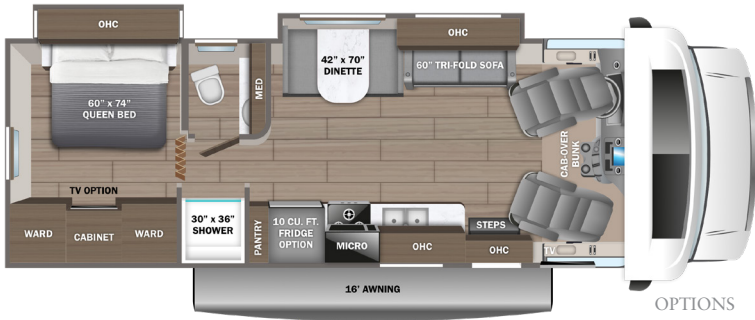 OHC
OHC
42" x 70"
DINETTE
60" TRI-FOLD SOFA
MED
60" x 74"
QUEEN BED
CAB-OVER
BUNK
TV OPTION
WARD
CABINET
WARD
30" x 36"
SHOWER
PANTRY
10 CU. FT.
FRIDGE
OPTION
MICRO
OHC
STEPS
OHC
TV
16' AWNING
OPTIONS